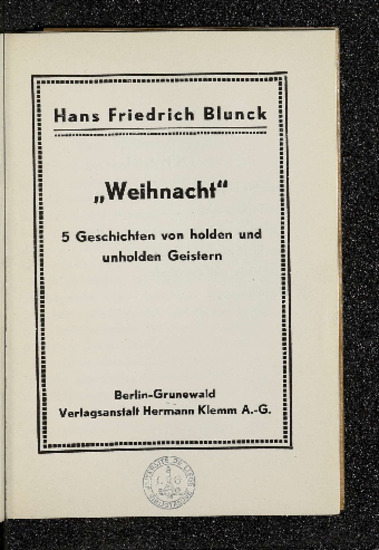 Hans Friedrich Blunck
„Weihnacht“
5 Geschichten von holden und
unholden Geistern
Berlin-Grunewald
Verlagsanstalt Hermann Klemm A.-G.